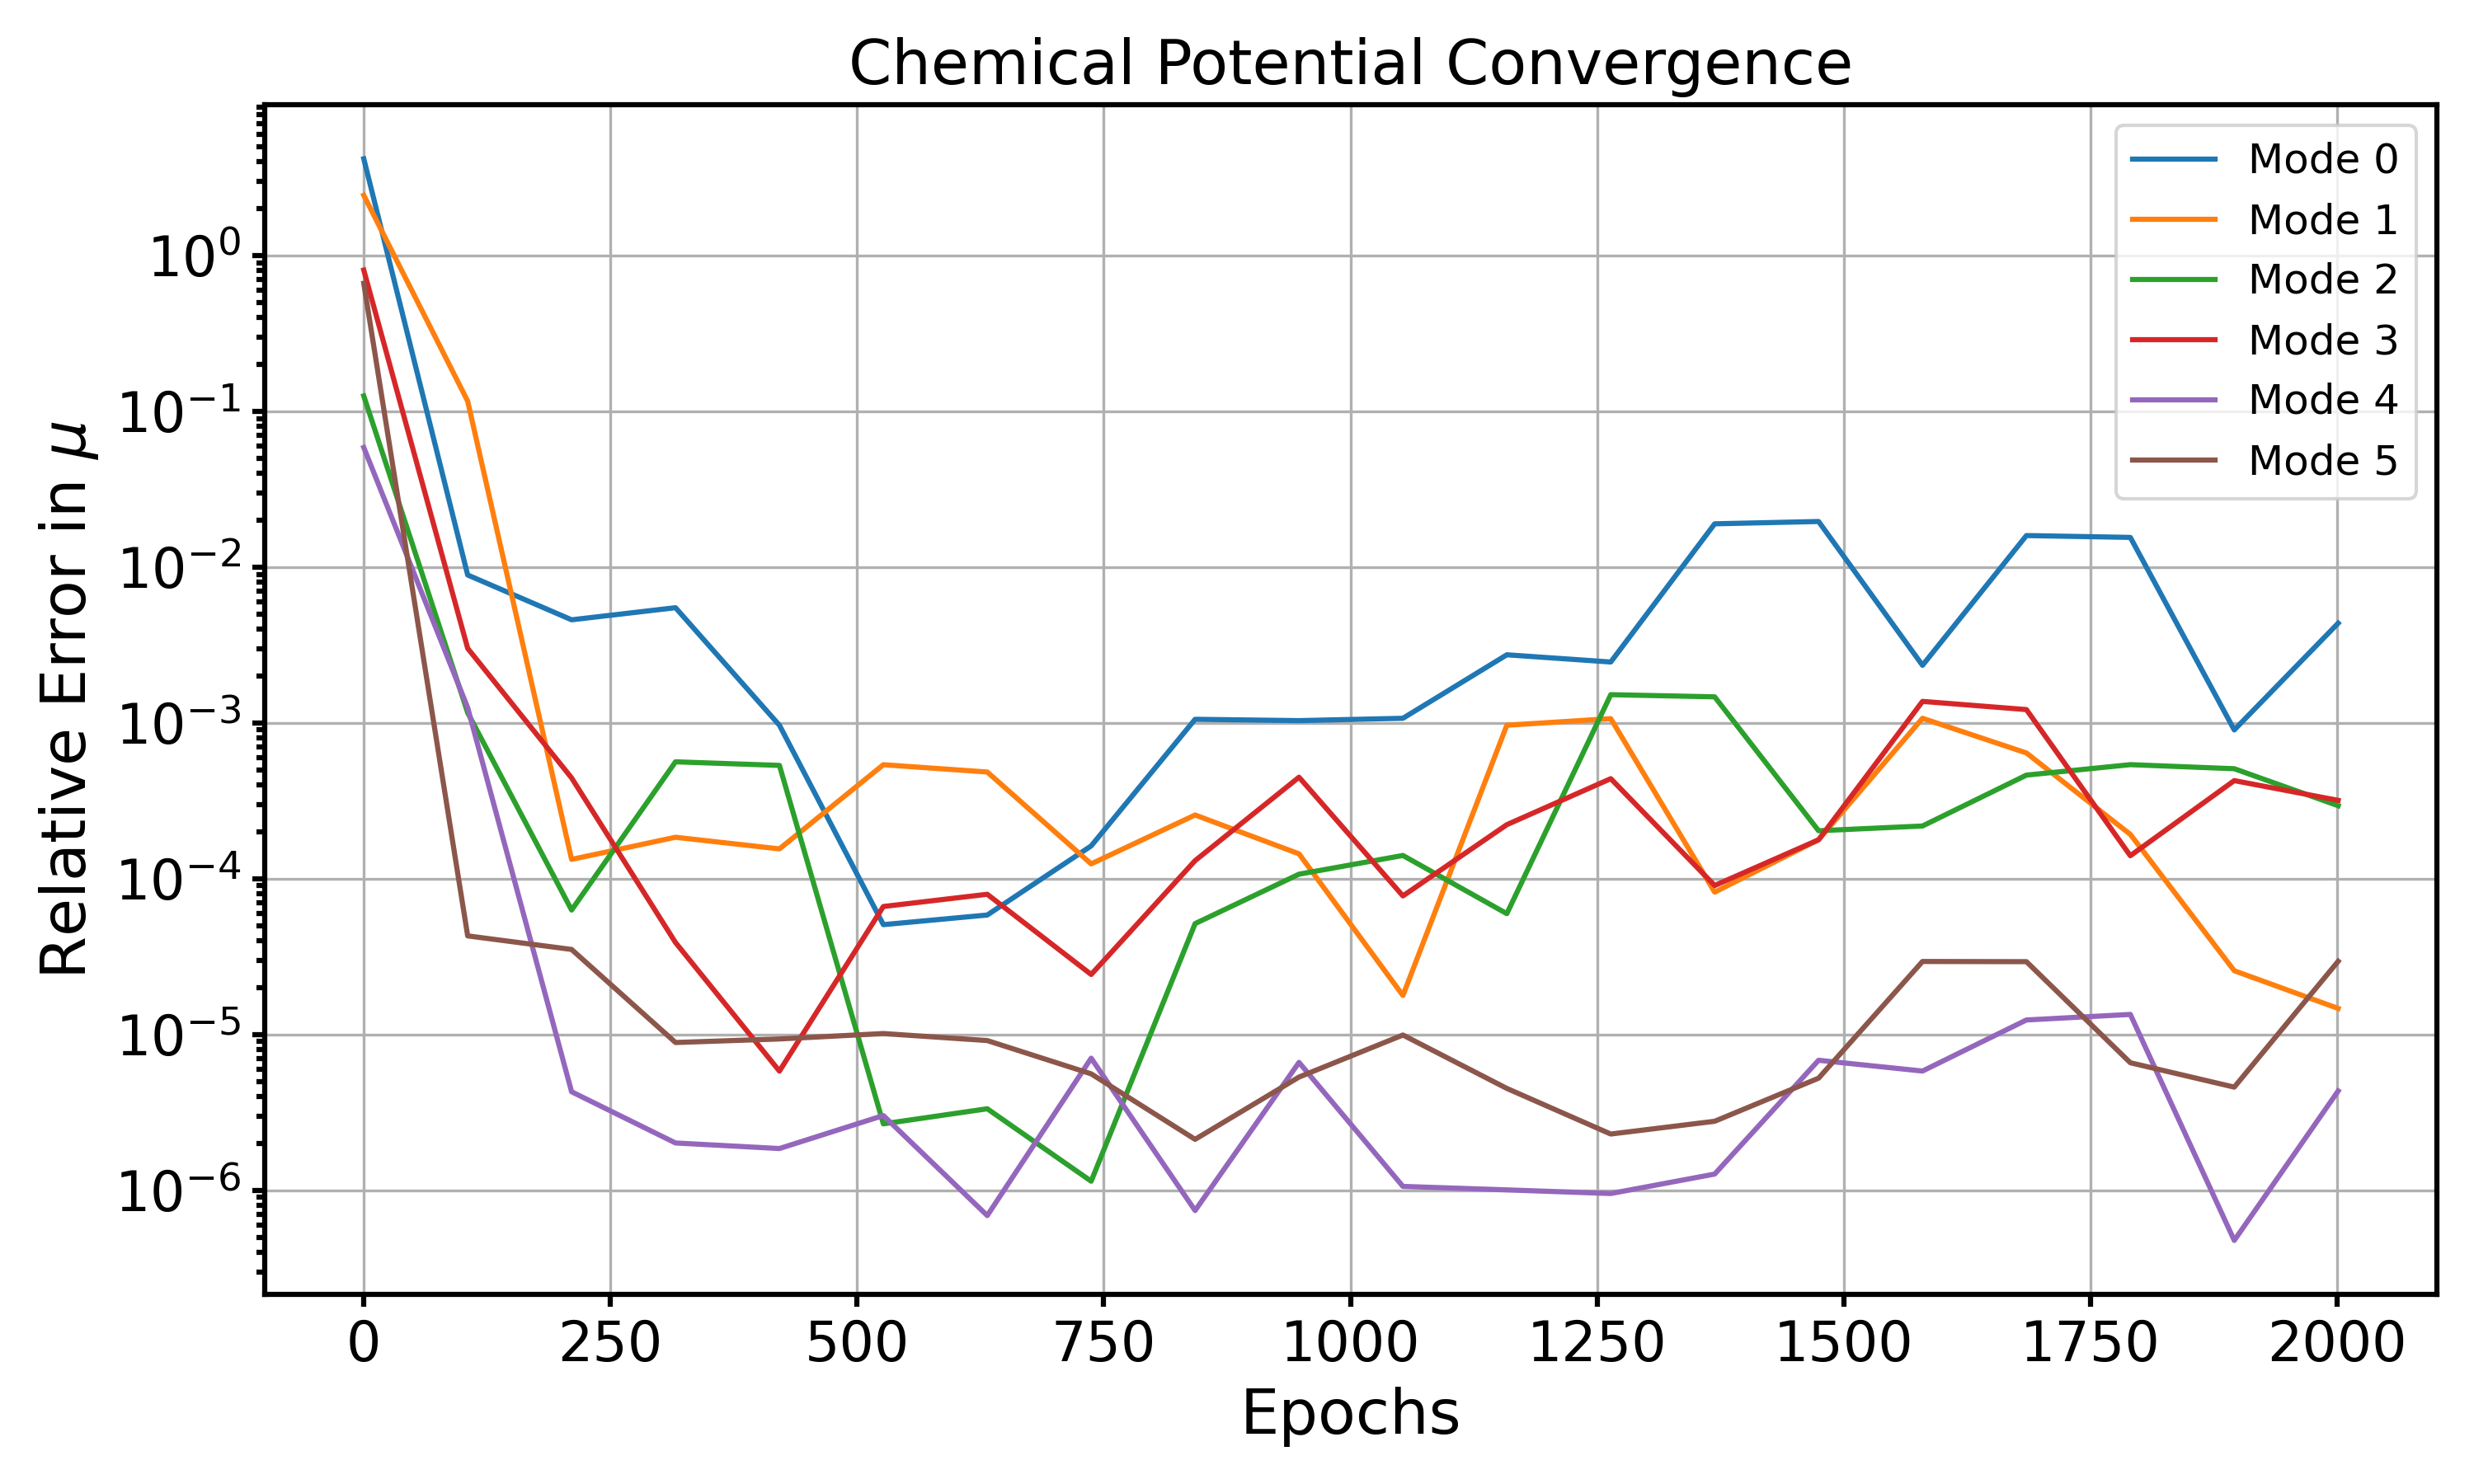 Chemical Potential Convergence
Mode 0
Mode 1
Mode 2
Mode 3
Mode 4
Mode 5
Relative Error in μ
10⁰
10⁻¹
10⁻²
10⁻³
10⁻⁴
10⁻⁵
10⁻⁶
0 250 500 750 1000 1250 1500 1750 2000
Epochs